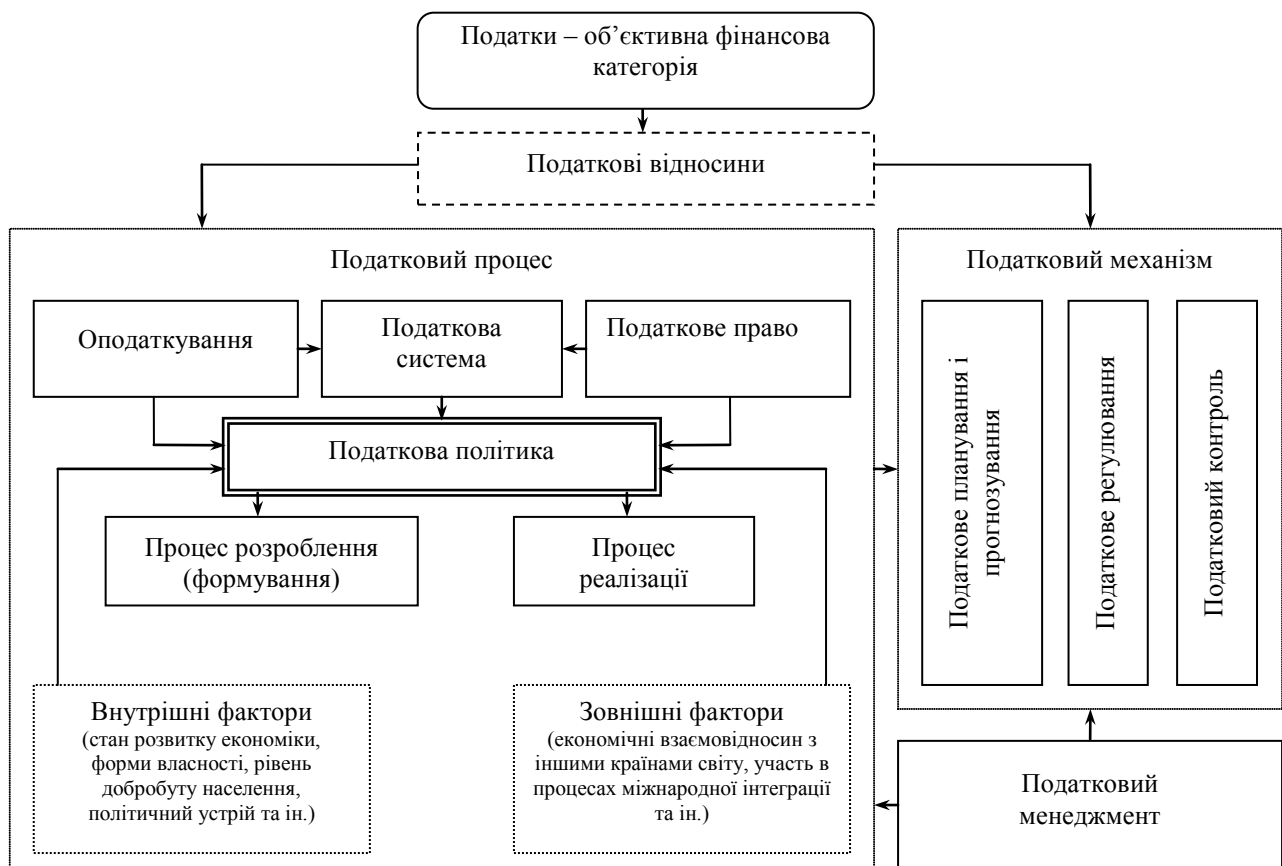 Податки – об’єктивна фінансова
категорія
Податкові відносини
Податковий процес
Оподаткування
Податкова
система
Податкове право
Податкова політика
Процес розроблення
(формування)
Процес
реалізації
Внутрішні фактори
(стан розвитку економіки,
форми власності, рівень
добробуту населення,
політичний устрій та ін.)
Зовнішні фактори
(економічні взаємовідносин з
іншими країнами світу, участь в
процесах міжнародної інтеграції
та ін.)
Податковий механізм
Податкове планування і
прогнозування
Податкове регулювання
Податковий контроль
Податковий
менеджмент